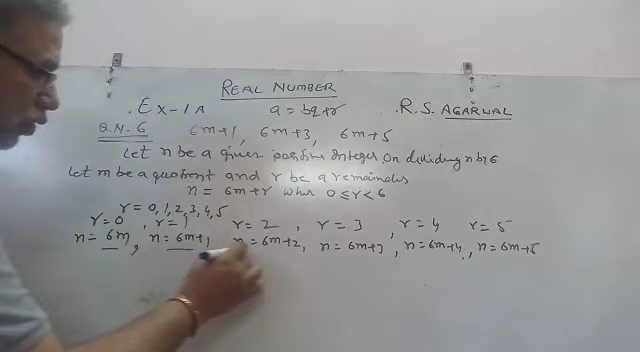 REAL NUMBER
Ex-1A a = bq+r R.S. AGARWAL
Q.N-6 6m+1, 6m+3, 6m+5
Let n be a given positive Integer On dividing n by 6
Let m be a quotient and r be a remainder
n = 6m+r where 0 ≤ r < 6
r = 0, 1, 2, 3, 4, 5
r=0, r=1 r=2, r=3, r=4 r=5
n=6m, n=6m+1 n=6m+2, n=6m+3, n=6m+4, n=6m+5